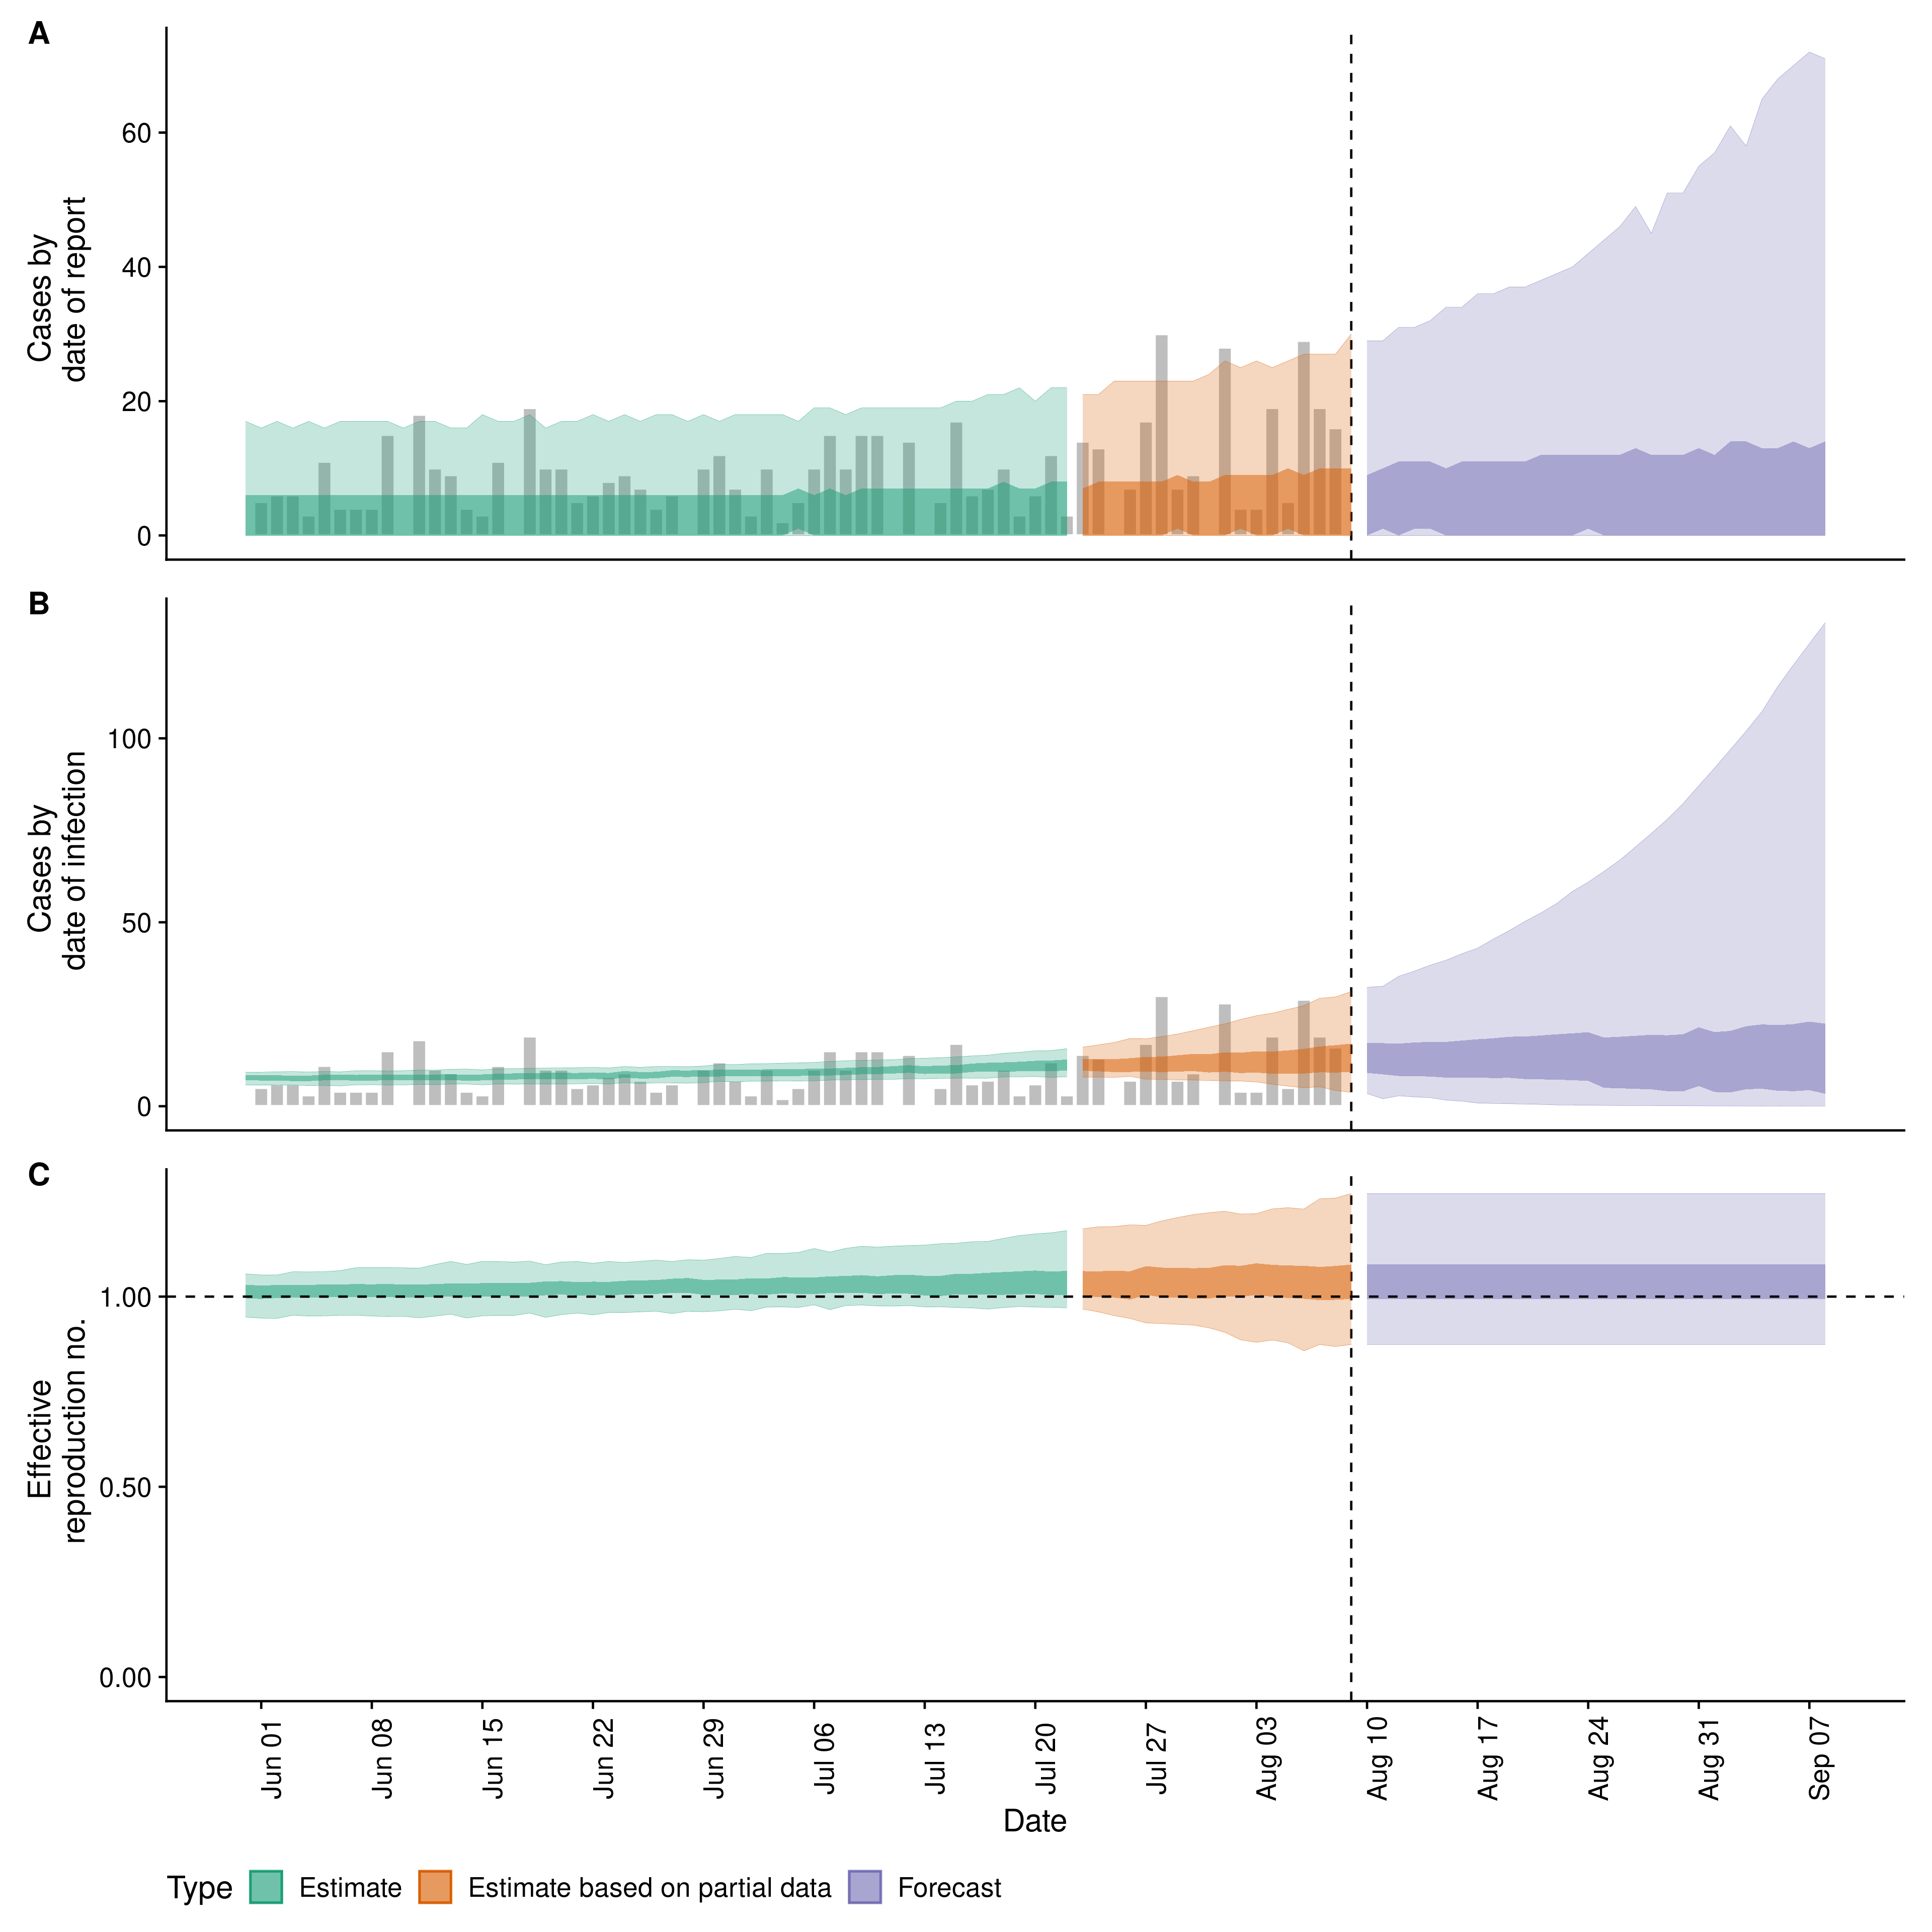 A
Cases by
date of report
60
40
20
0
B
Cases by
date of infection
100
50
0
C
Effective
reproduction no.
1.00
0.50
0.00
Jun 01
Jun 08
Jun 15
Jun 22
Jun 29
Jul 06
Jul 13
Jul 20
Jul 27
Aug 03
Aug 10
Aug 17
Aug 24
Aug 31
Sep 07
Date
Type Estimate Estimate based on partial data Forecast